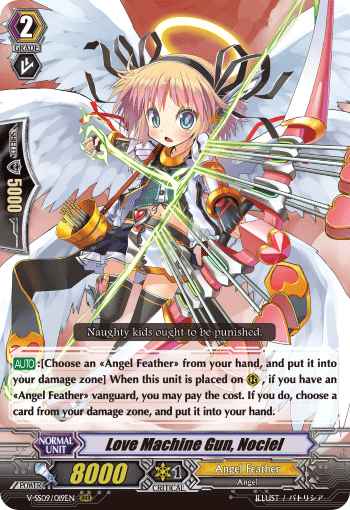 2
GRADE
SHIELD
5000
Naughty kids ought to be punished.
AUTO:[Choose an «Angel Feather» from your hand, and put it into
your damage zone] When this unit is placed on R, if you have an
«Angel Feather» vanguard, you may pay the cost. If you do, choose a
card from your damage zone, and put it into your hand.
NORMAL
UNIT
Love Machine Gun, Nociel
POWER
8000
1
CRITICAL
Angel Feather
Angel
V-SS09/019EN RRR
ILLUST / パトリシア